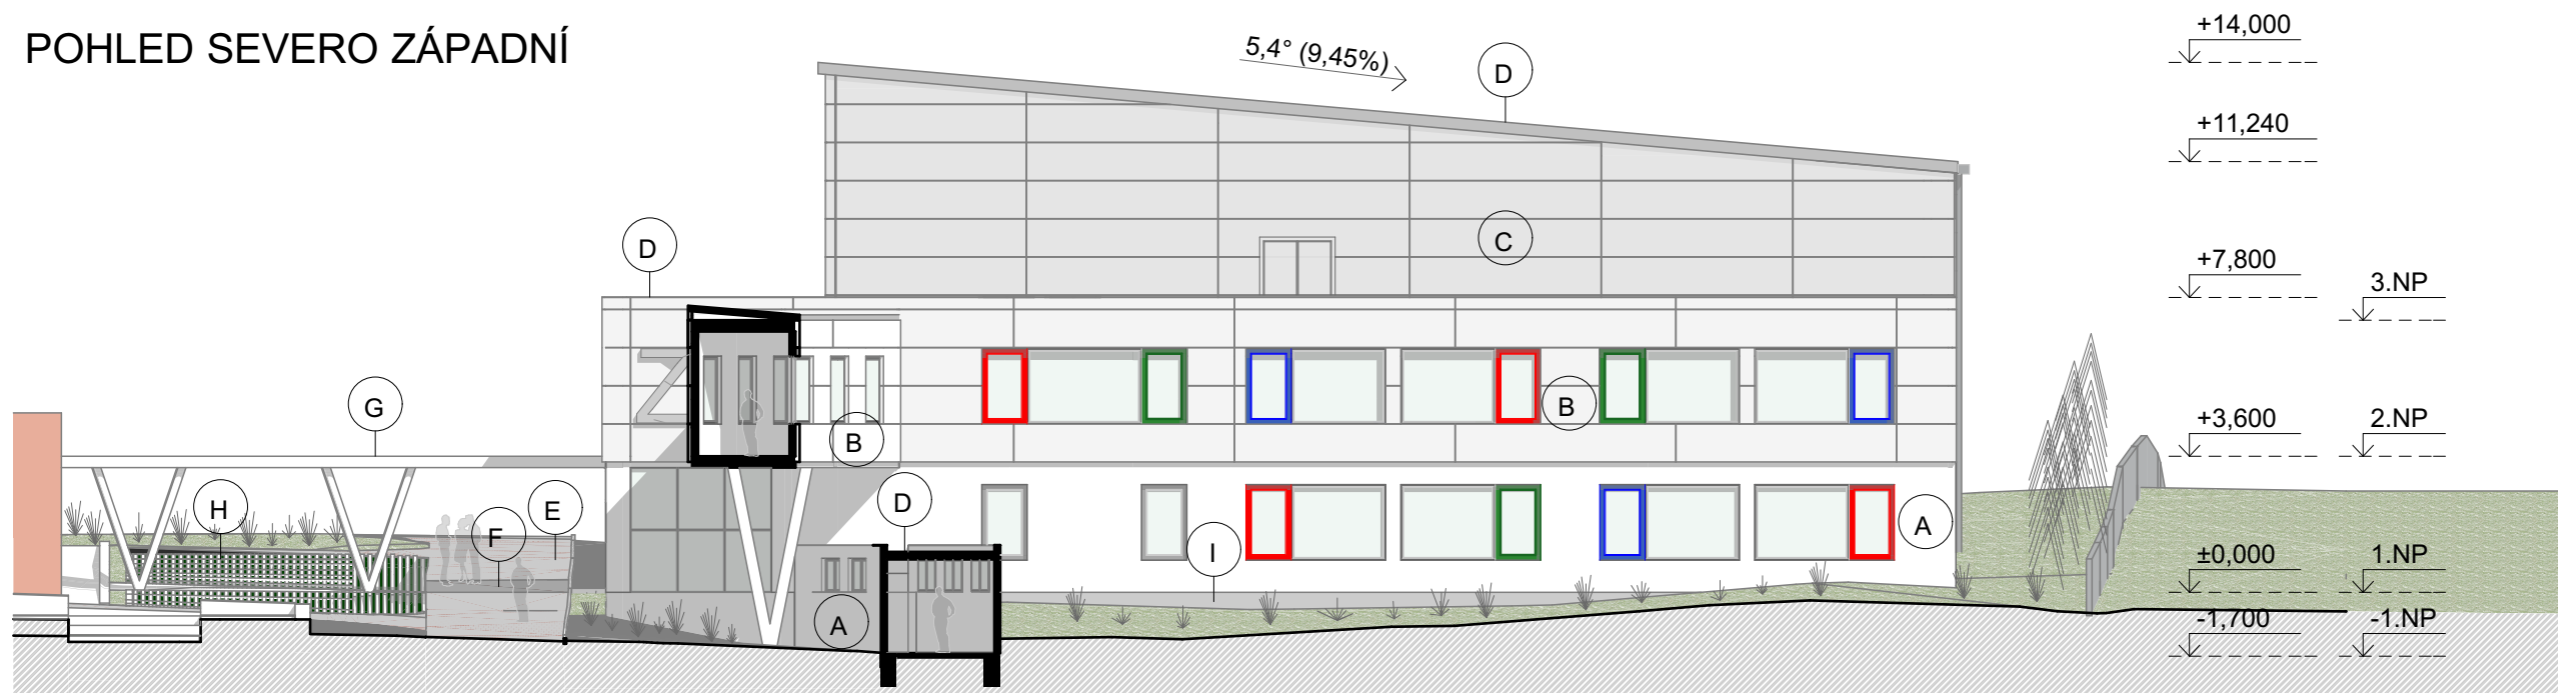 POHLED SEVERO ZÁPADNÍ
5,4° (9,45%)
D
+14,000
+11,240
C
D
+7,800
3.NP
G
B
B
+3,600
2.NP
H
F
E
D
I
A
A
±0,000
1.NP
-1,700
-1.NP